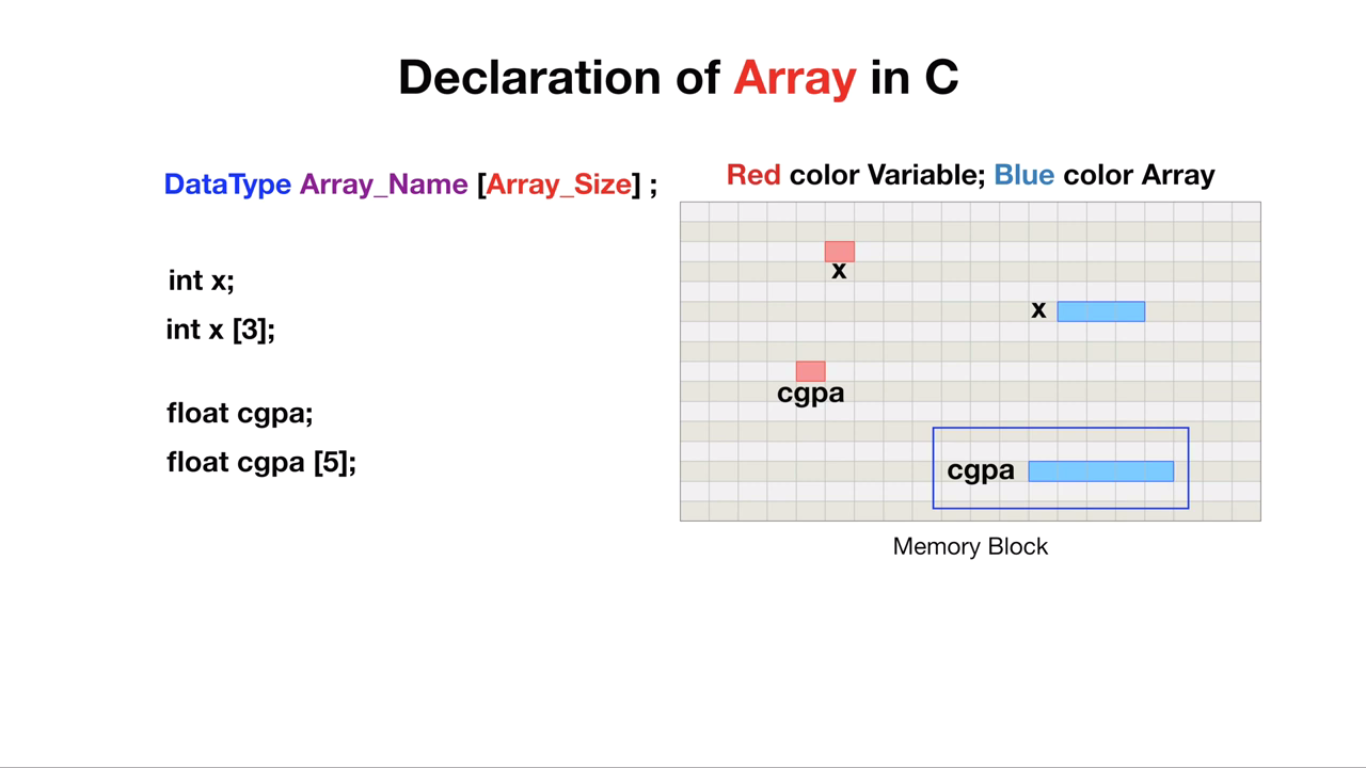 Declaration of Array in C
DataType Array_Name [Array_Size] ;
int x;
int x [3];
float cgpa;
float cgpa [5];
Red color Variable; Blue color Array
x
x
cgpa
cgpa
Memory Block